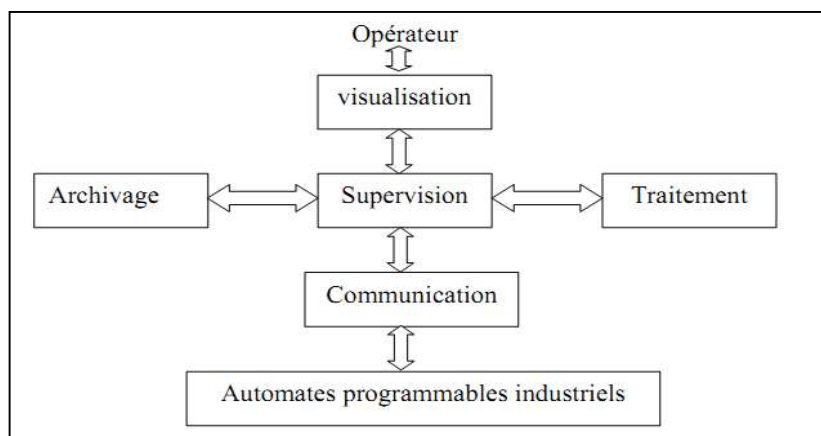 Opérateur
visualisation
Archivage
Supervision
Traitement
Communication
Automates programmables industriels